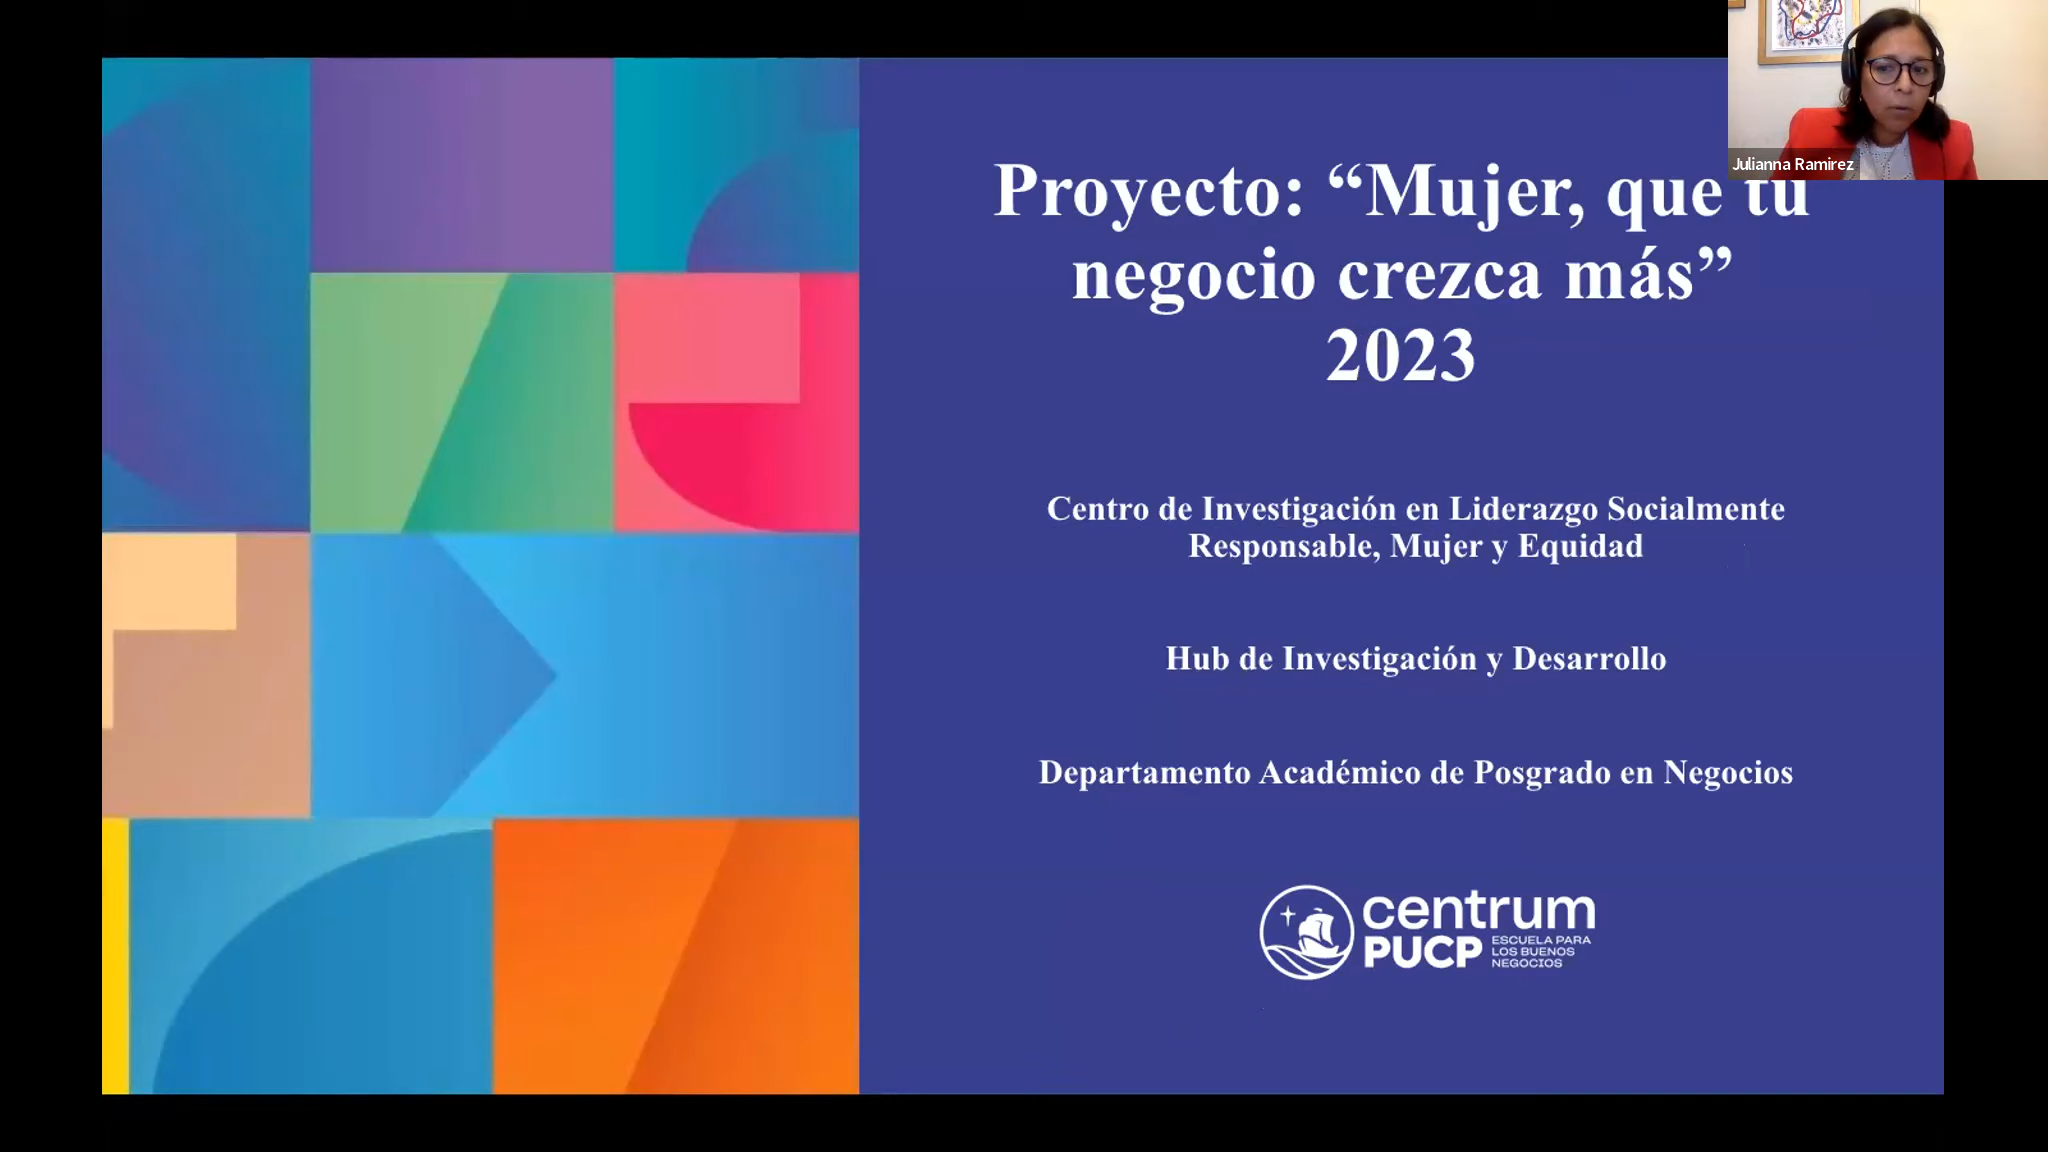 Proyecto: “Mujer, que tu
negocio crezca más”
2023
Centro de Investigación en Liderazgo Socialmente
Responsable, Mujer y Equidad
Hub de Investigación y Desarrollo
Departamento Académico de Posgrado en Negocios
centrum
PUCP
ESCUELA PARA
LOS BUENOS
NEGOCIOS
Julianna Ramirez